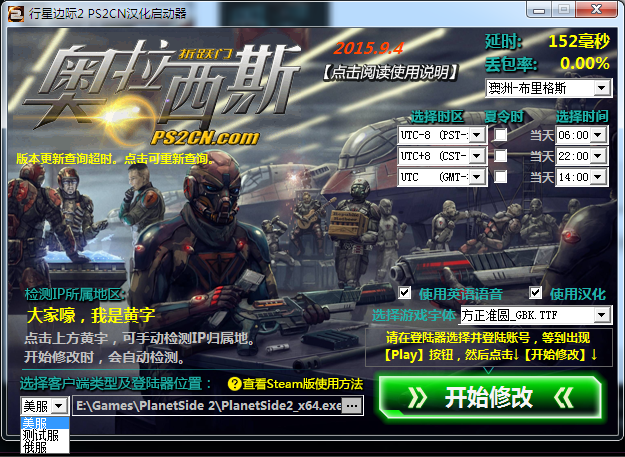 行星边际2 PS2CN汉化启动器
奥拉西斯
折跃门
PS2CN.com
2015.9.4
【点击阅读使用说明】
延时: 152毫秒
丢包率: 0.00%
澳洲-布里格斯
选择时区 夏令时 选择时间
UTC-8 (PST- 当天 06:00
UTC+8 (CST- 当天 22:00
UTC (GMT- 当天 14:00
版本更新查询超时。点击可重新查询。
检测IP所属地区:
大家嚎，我是黄字
点击上方黄字，可手动检测IP归属地。
开始修改时，会自动检测。
使用英语语音 使用汉化
选择游戏字体 方正准圆_GBK.TTF
请在登陆器选择并登陆账号，等到出现
【Play】按钮，然后点击↓【开始修改】↓
选择客户端类型及登陆器位置： ?查看Steam版使用方法
美服 E:\Games\PlanetSide 2\PlanetSide2_x64.exe ...
美服
测试服
俄服
开始修改